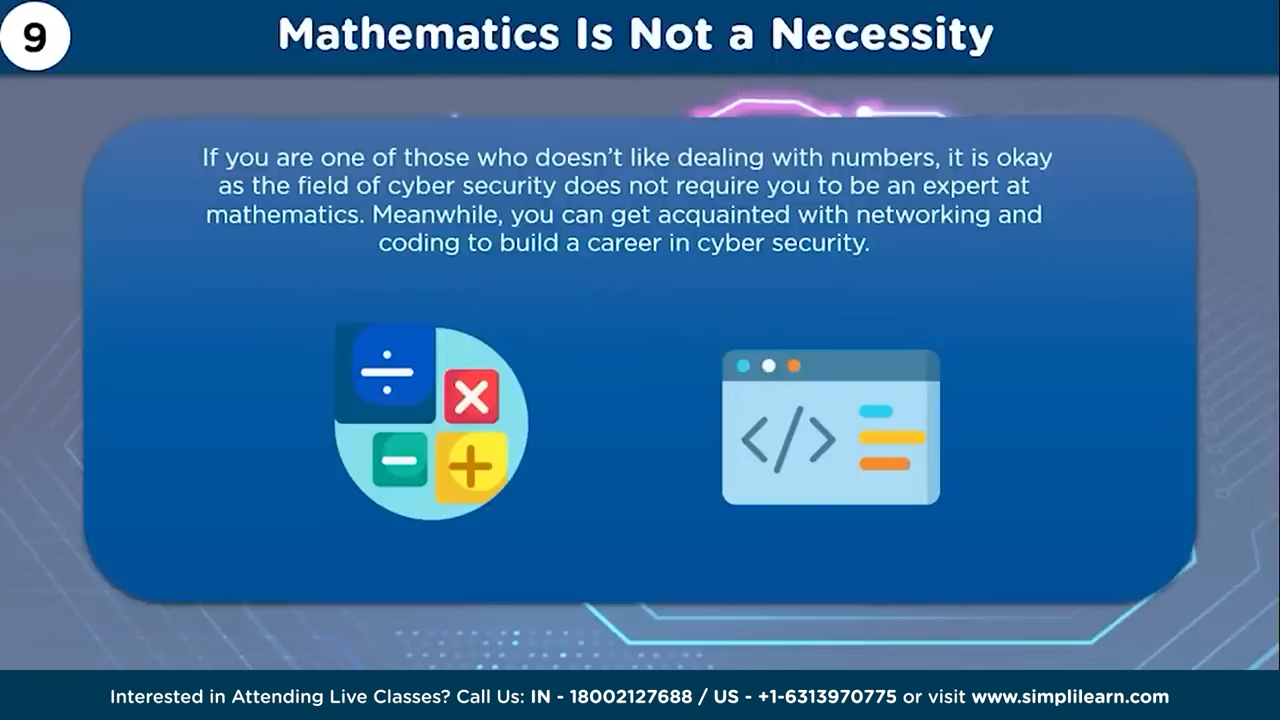 9
Mathematics Is Not a Necessity
If you are one of those who doesn't like dealing with numbers, it is okay
as the field of cyber security does not require you to be an expert at
mathematics. Meanwhile, you can get acquainted with networking and
coding to build a career in cyber security.
Interested in Attending Live Classes? Call Us: IN - 18002127688 / US - +1-6313970775 or visit www.simplilearn.com